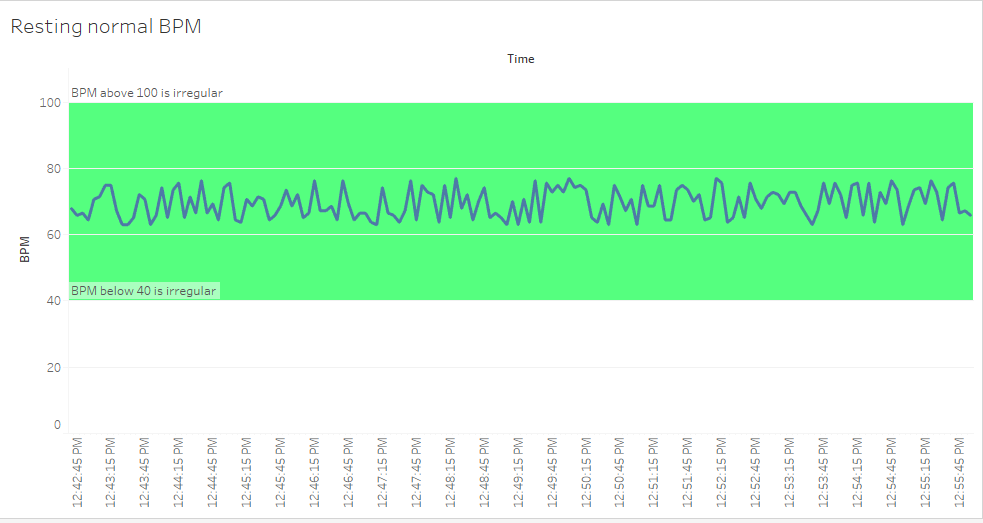 Resting normal BPM
Time
BPM above 100 is irregular
100
80
60
BPM
BPM below 40 is irregular
40
20
0
12:42:45 PM
12:43:15 PM
12:43:45 PM
12:44:15 PM
12:44:45 PM
12:45:15 PM
12:45:45 PM
12:46:15 PM
12:46:45 PM
12:47:15 PM
12:47:45 PM
12:48:15 PM
12:48:45 PM
12:49:15 PM
12:49:45 PM
12:50:15 PM
12:50:45 PM
12:51:15 PM
12:51:45 PM
12:52:15 PM
12:52:45 PM
12:53:15 PM
12:53:45 PM
12:54:15 PM
12:54:45 PM
12:55:15 PM
12:55:45 PM